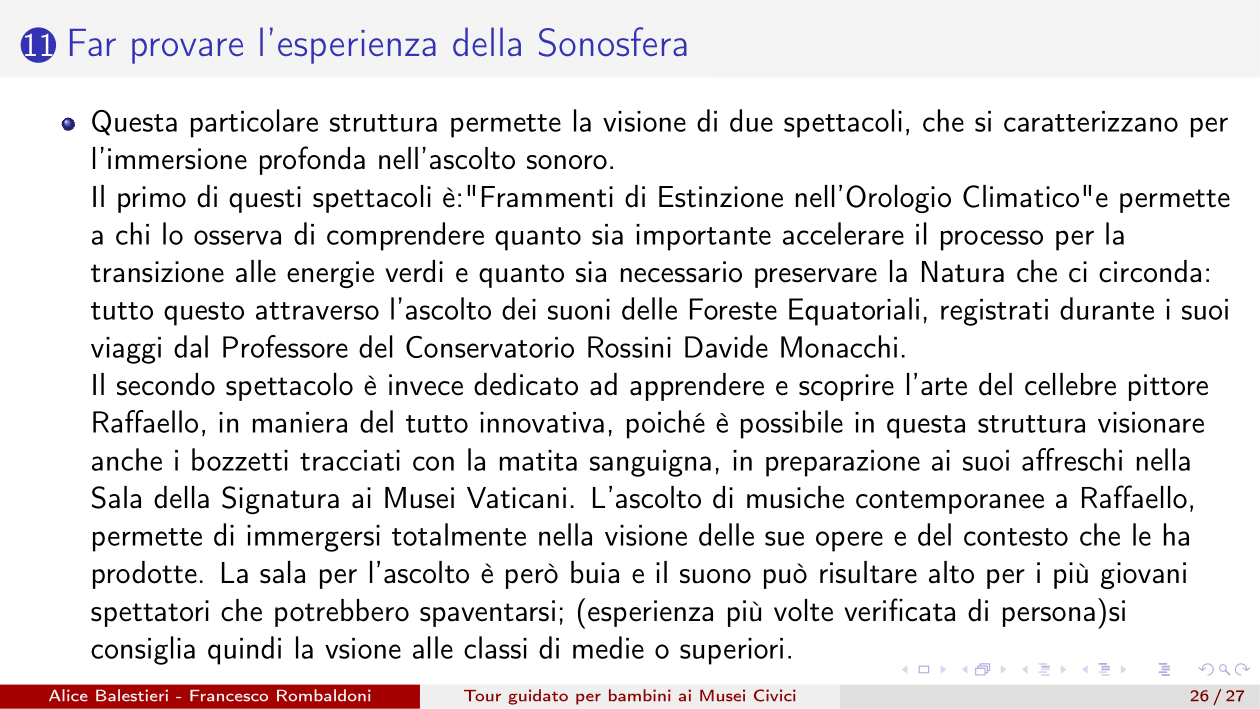 11 Far provare l'esperienza della Sonosfera
Questa particolare struttura permette la visione di due spettacoli, che si caratterizzano per
l'immersione profonda nell'ascolto sonoro.
Il primo di questi spettacoli è:"Frammenti di Estinzione nell'Orologio Climatico"e permette
a chi lo osserva di comprendere quanto sia importante accelerare il processo per la
transizione alle energie verdi e quanto sia necessario preservare la Natura che ci circonda:
tutto questo attraverso l'ascolto dei suoni delle Foreste Equatoriali, registrati durante i suoi
viaggi dal Professore del Conservatorio Rossini Davide Monacchi.
Il secondo spettacolo è invece dedicato ad apprendere e scoprire l'arte del cellebre pittore
Raffaello, in maniera del tutto innovativa, poiché è possibile in questa struttura visionare
anche i bozzetti tracciati con la matita sanguigna, in preparazione ai suoi affreschi nella
Sala della Signatura ai Musei Vaticani. L'ascolto di musiche contemporanee a Raffaello,
permette di immergersi totalmente nella visione delle sue opere e del contesto che le ha
prodotte. La sala per l'ascolto è però buia e il suono può risultare alto per i più giovani
spettatori che potrebbero spaventarsi; (esperienza più volte verificata di persona)si
consiglia quindi la vsione alle classi di medie o superiori.
Alice Balestieri - Francesco Rombaldoni
Tour guidato per bambini ai Musei Civici
26 / 27